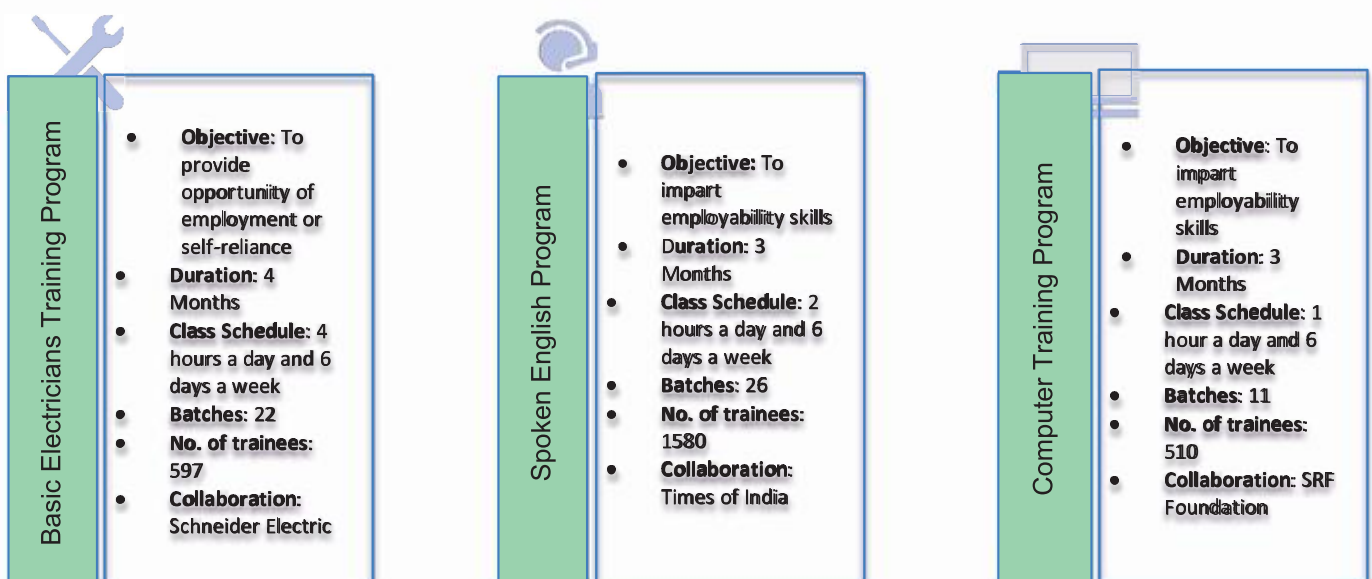 Basic Electricians Training Program
• Objective: To
provide
opportunity of
employment or
self-reliance
• Duration: 4
Months
• Class Schedule: 4
hours a day and 6
days a week
• Batches: 22
• No. of trainees:
597
• Collaboration:
Schneider Electric
Spoken English Program
• Objective: To
impart
employability skills
• Duration: 3
Months
• Class Schedule: 2
hours a day and 6
days a week
• Batches: 26
• No. of trainees:
1580
• Collaboration:
Times of India
Computer Training Program
• Objective: To
impart
employability
skills
• Duration: 3
Months
• Class Schedule: 1
hour a day and 6
days a week
• Batches: 11
• No. of trainees:
510
• Collaboration: SRF
Foundation